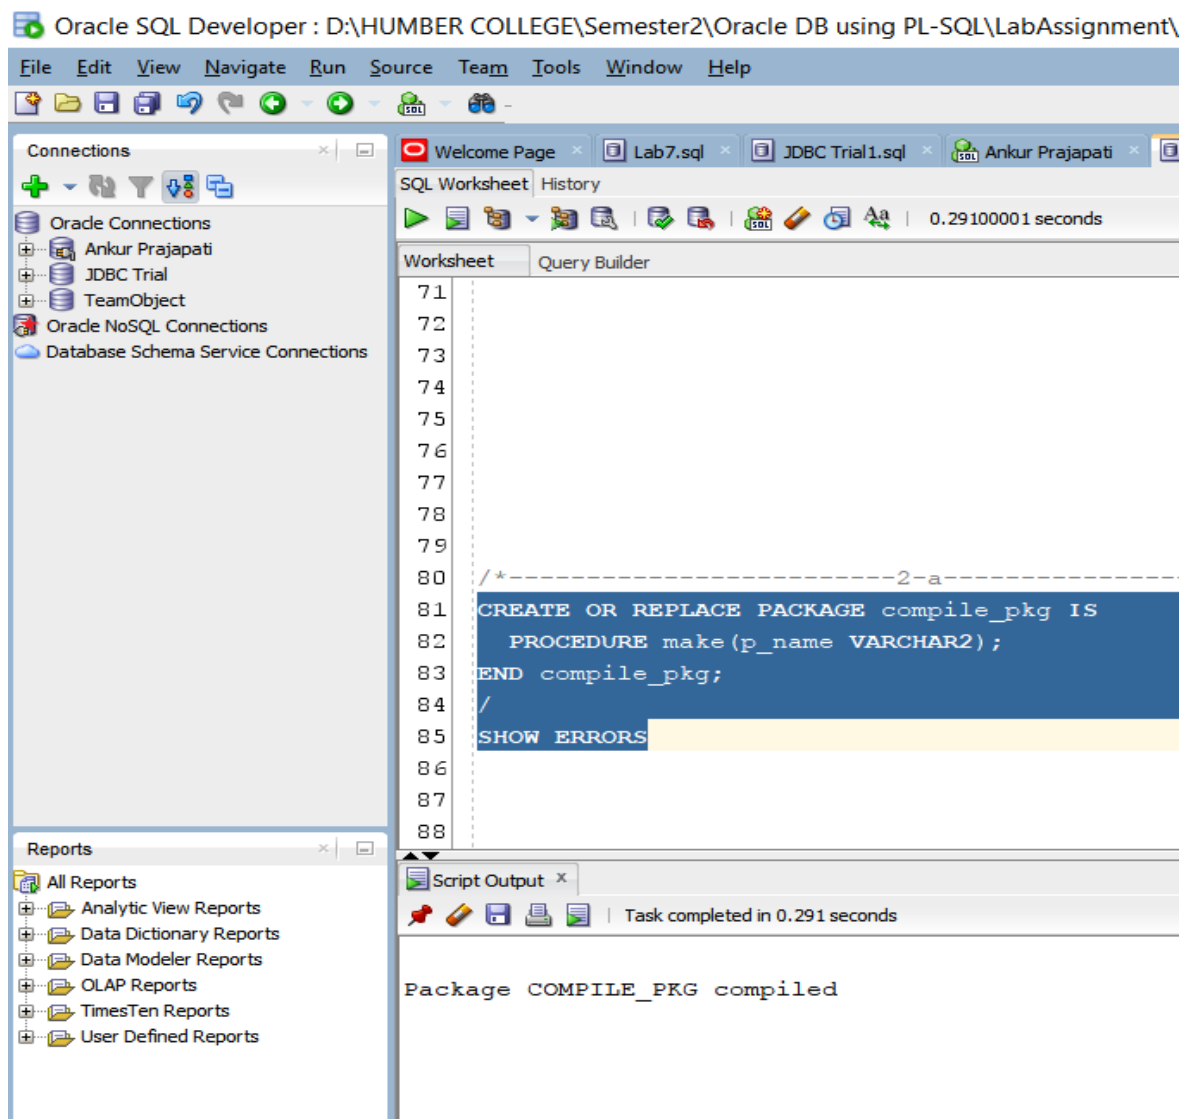 Oracle SQL Developer : D:\HUMBER COLLEGE\Semester2\Oracle DB using PL-SQL\LabAssignment\
File Edit View Navigate Run Source Team Tools Window Help
Connections
Oracle Connections
Ankur Prajapati
JDBC Trial
TeamObject
Oracle NoSQL Connections
Database Schema Service Connections
Reports
All Reports
Analytic View Reports
Data Dictionary Reports
Data Modeler Reports
OLAP Reports
TimesTen Reports
User Defined Reports
Welcome Page Lab7.sql JDBC Trial1.sql Ankur Prajapati
SQL Worksheet History
0.29100001 seconds
Worksheet Query Builder
71
72
73
74
75
76
77
78
79
80 /*-------------------------2-a---------------
81 CREATE OR REPLACE PACKAGE compile_pkg IS
82 PROCEDURE make(p_name VARCHAR2);
83 END compile_pkg;
84 /
85 SHOW ERRORS
86
87
88
Script Output
Task completed in 0.291 seconds
Package COMPILE_PKG compiled